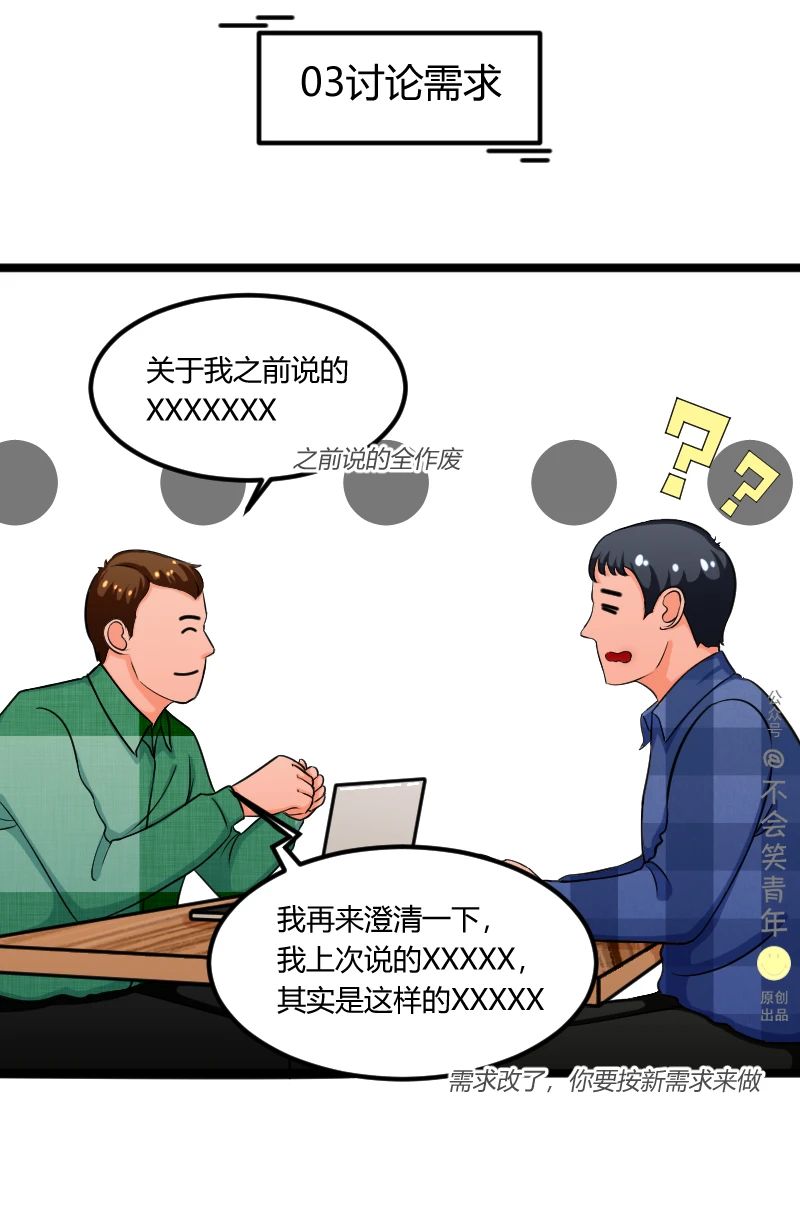 03讨论需求
关于我之前说的
XXXXXXX
之前说的全作废
我再来澄清一下，
我上次说的XXXXX，
其实是这样的XXXXX
需求改了，你要按新需求来做
公众号@不会笑青年
原创
出品